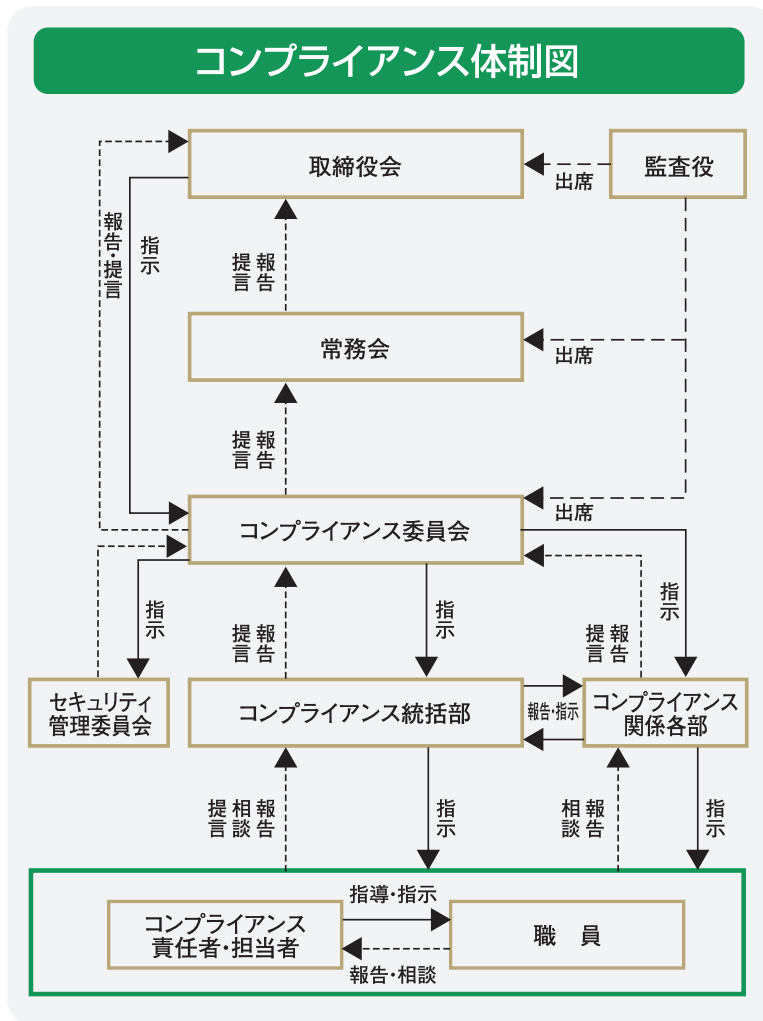 コンプライアンス体制図
取締役会
監査役
出席
報告・提言
指示
報告
提言
常務会
出席
報告
提言
コンプライアンス委員会
出席
指示
報告
提言
指示
報告
提言
指示
セキュリティ
管理委員会
コンプライアンス統括部
報告・指示
コンプライアンス
関係各部
報告
相談
提言
指示
報告
相談
指示
コンプライアンス
責任者・担当者
指導・指示
職　員
報告・相談